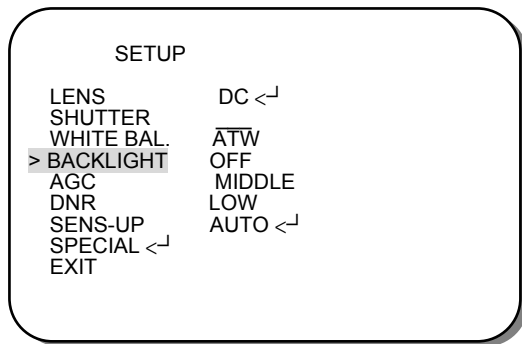 SETUP
LENS DC <┘
SHUTTER ___
WHITE BAL. ATW
> BACKLIGHT OFF
AGC MIDDLE
DNR LOW
SENS-UP AUTO <┘
SPECIAL <┘
EXIT